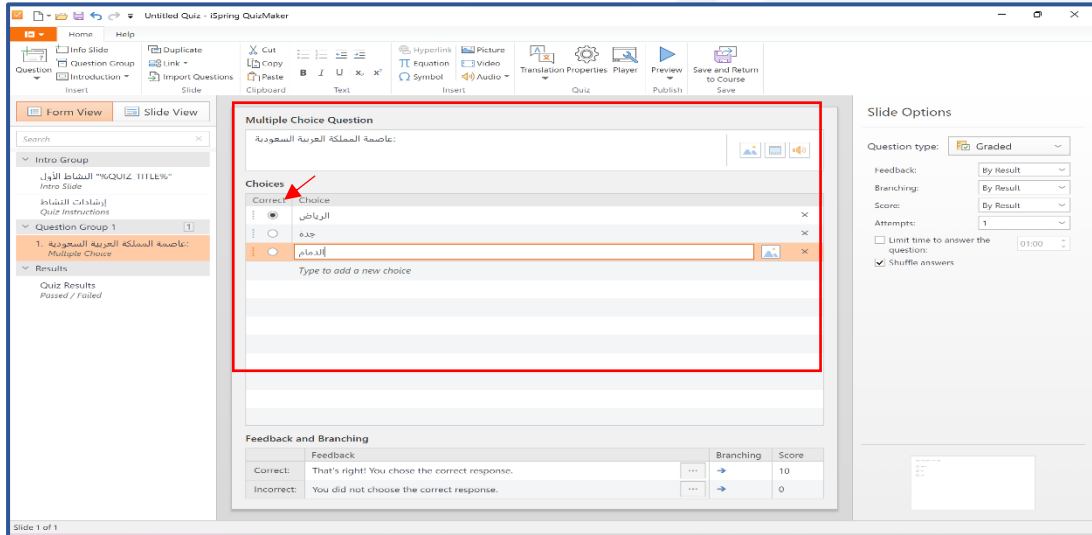 Untitled Quiz - iSpring QuizMaker
Home Help
Question
Info Slide
Question Group
Introduction
Insert
Duplicate
Link
Import Questions
Slide
Cut
Copy
Paste
Clipboard
B I U X₂ X²
Text
Hyperlink Picture
Equation Video
Symbol Audio
Insert
Translation Properties Player
Quiz
Preview
Publish
Save and Return to Course
Save
Form View Slide View
Search
Intro Group
"%QUIZ_TITLE%" النشاط الأول
Intro Slide
إرشادات النشاط
Quiz Instructions
Question Group 1 1
1. عاصمة المملكة العربية السعودية:
Multiple Choice
Results
Quiz Results
Passed / Failed
Multiple Choice Question
عاصمة المملكة العربية السعودية:
Choices
Correct Choice
الرياض
جدة
الدمام
Type to add a new choice
Feedback and Branching
Feedback Branching Score
Correct: That's right! You chose the correct response. ... 10
Incorrect: You did not choose the correct response. ... 0
Slide Options
Question type: Graded
Feedback: By Result
Branching: By Result
Score: By Result
Attempts: 1
Limit time to answer the question: 01:00
Shuffle answers
Slide 1 of 1